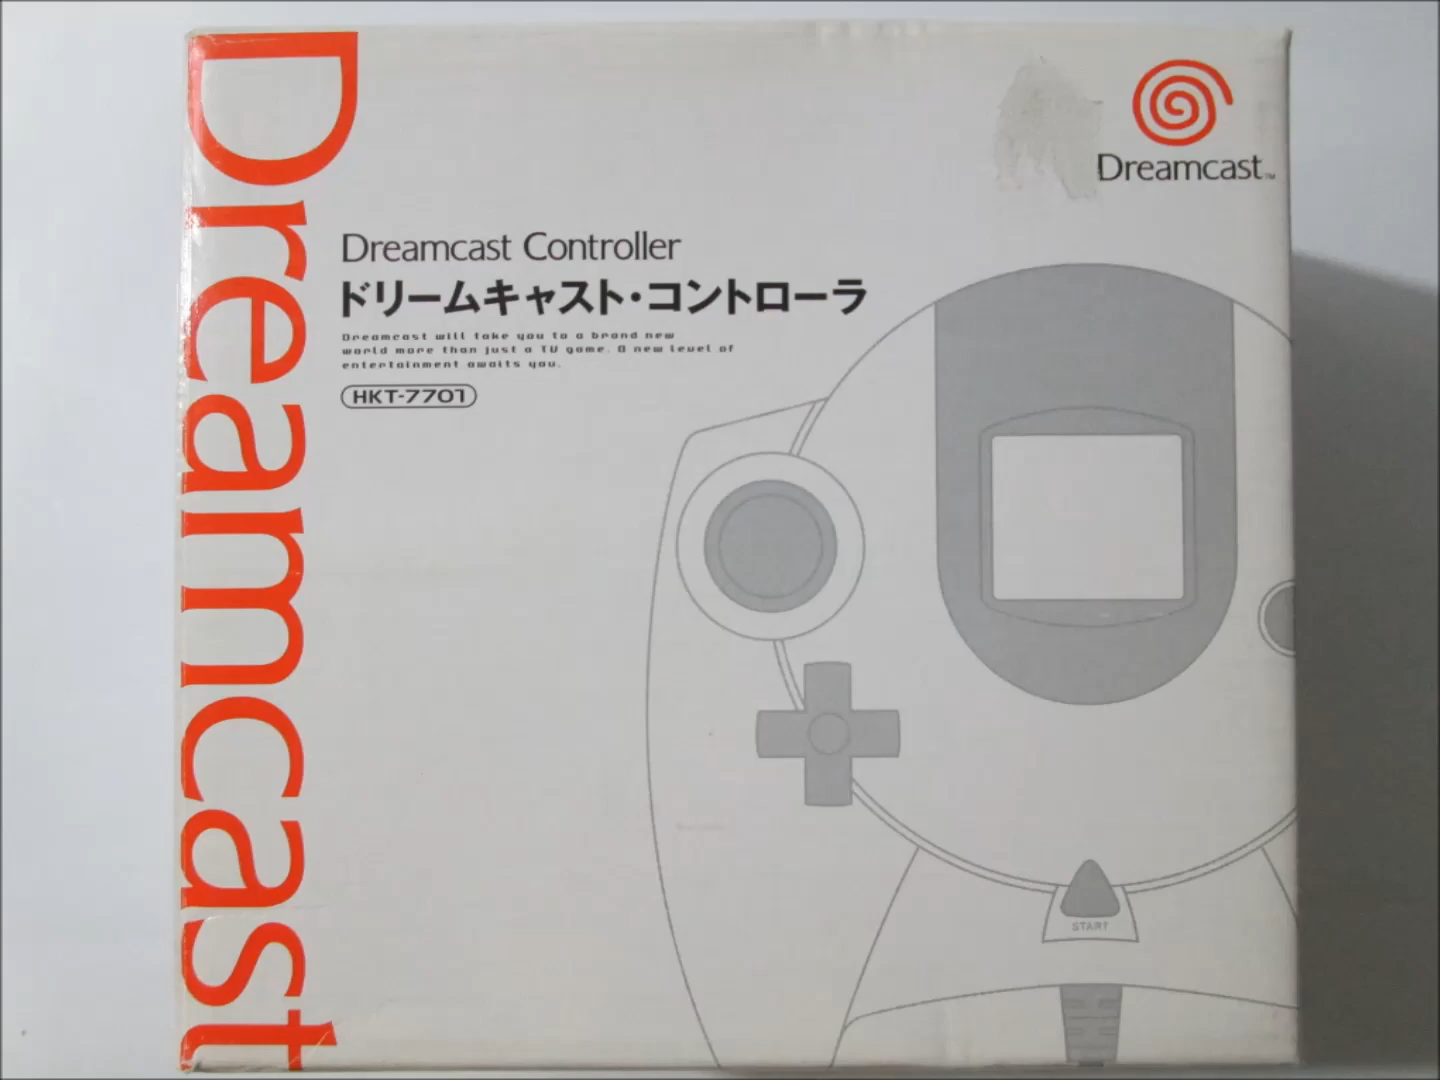 Dreamcast
Dreamcast™
Dreamcast Controller
ドリームキャスト・コントローラ
Dreamcast will take you to a brand new
world more than just a TV game. A new level of
entertainment awaits you.
HKT-7701
START